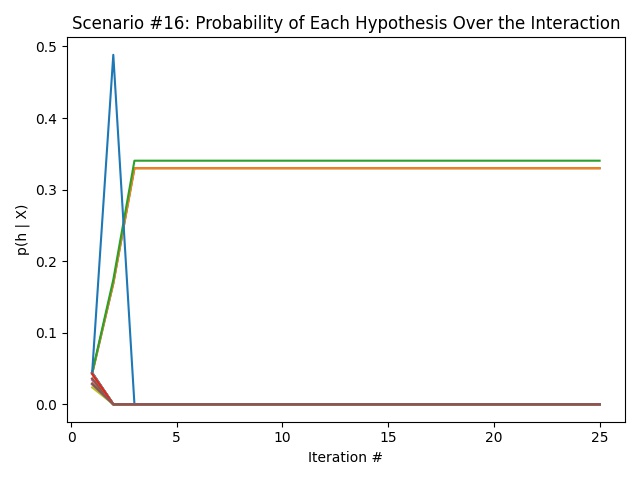 Scenario #16: Probability of Each Hypothesis Over the Interaction
0.5
0.4
0.3
0.2
0.1
0.0
p(h | X)
0 5 10 15 20 25
Iteration #